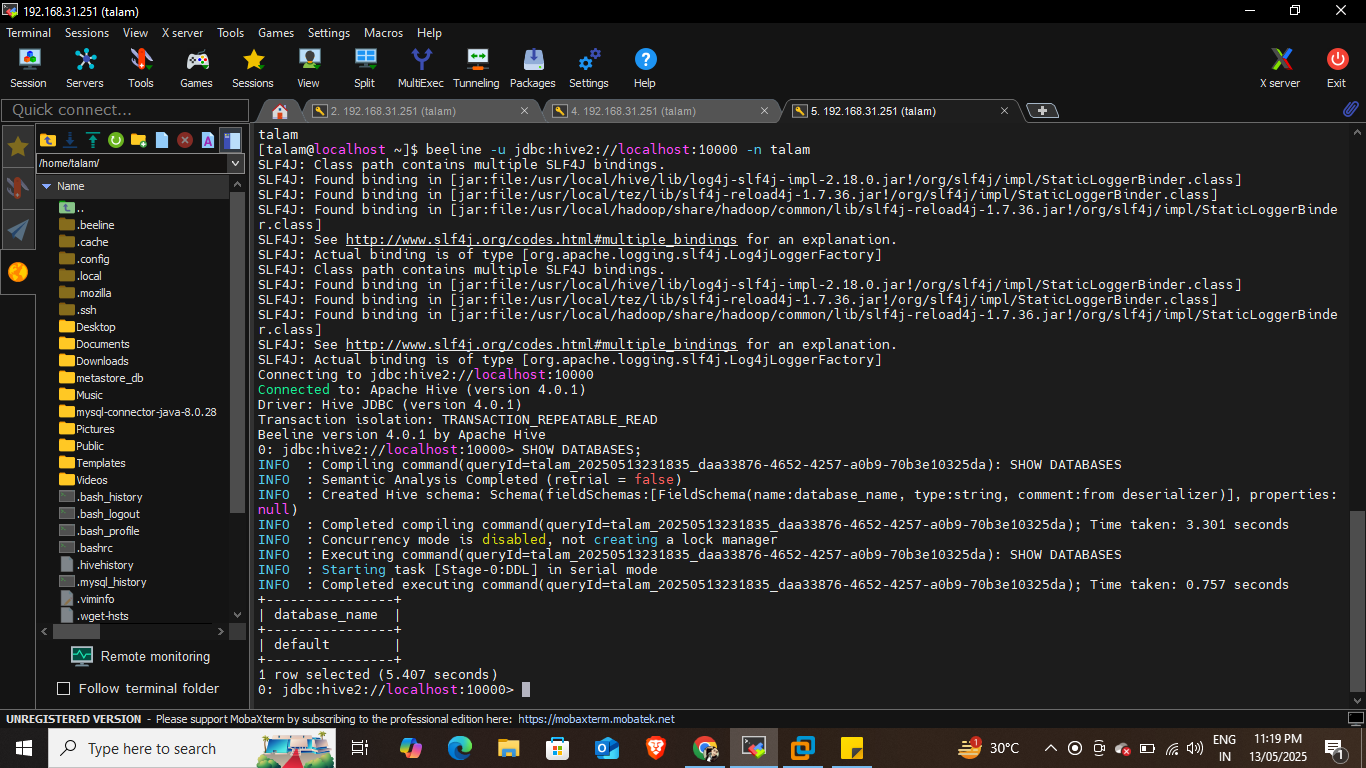 192.168.31.251 (talam)
Terminal Sessions View X server Tools Games Settings Macros Help
Session Servers Tools Games Sessions View Split MultiExec Tunneling Packages Settings Help X server Exit
Quick connect...
2. 192.168.31.251 (talam)
4. 192.168.31.251 (talam)
5. 192.168.31.251 (talam)
/home/talam/
Name
..
.beeline
.cache
.config
.local
.mozilla
.ssh
Desktop
Documents
Downloads
metastore_db
Music
mysql-connector-java-8.0.28
Pictures
Public
Templates
Videos
.bash_history
.bash_logout
.bash_profile
.bashrc
.hivehistory
.mysql_history
.viminfo
.wget-hsts
Remote monitoring
Follow terminal folder
talam
[talam@localhost ~]$ beeline -u jdbc:hive2://localhost:10000 -n talam
SLF4J: Class path contains multiple SLF4J bindings.
SLF4J: Found binding in [jar:file:/usr/local/hive/lib/log4j-slf4j-impl-2.18.0.jar!/org/slf4j/impl/StaticLoggerBinder.class]
SLF4J: Found binding in [jar:file:/usr/local/tez/lib/slf4j-reload4j-1.7.36.jar!/org/slf4j/impl/StaticLoggerBinder.class]
SLF4J: Found binding in [jar:file:/usr/local/hadoop/share/hadoop/common/lib/slf4j-reload4j-1.7.36.jar!/org/slf4j/impl/StaticLoggerBinde
r.class]
SLF4J: See http://www.slf4j.org/codes.html#multiple_bindings for an explanation.
SLF4J: Actual binding is of type [org.apache.logging.slf4j.Log4jLoggerFactory]
SLF4J: Class path contains multiple SLF4J bindings.
SLF4J: Found binding in [jar:file:/usr/local/hive/lib/log4j-slf4j-impl-2.18.0.jar!/org/slf4j/impl/StaticLoggerBinder.class]
SLF4J: Found binding in [jar:file:/usr/local/tez/lib/slf4j-reload4j-1.7.36.jar!/org/slf4j/impl/StaticLoggerBinder.class]
SLF4J: Found binding in [jar:file:/usr/local/hadoop/share/hadoop/common/lib/slf4j-reload4j-1.7.36.jar!/org/slf4j/impl/StaticLoggerBinde
r.class]
SLF4J: See http://www.slf4j.org/codes.html#multiple_bindings for an explanation.
SLF4J: Actual binding is of type [org.apache.logging.slf4j.Log4jLoggerFactory]
Connecting to jdbc:hive2://localhost:10000
Connected to: Apache Hive (version 4.0.1)
Driver: Hive JDBC (version 4.0.1)
Transaction isolation: TRANSACTION_REPEATABLE_READ
Beeline version 4.0.1 by Apache Hive
0: jdbc:hive2://localhost:10000> SHOW DATABASES;
INFO  : Compiling command(queryId=talam_20250513231835_daa33876-4652-4257-a0b9-70b3e10325da): SHOW DATABASES
INFO  : Semantic Analysis Completed (retrial = false)
INFO  : Created Hive schema: Schema(fieldSchemas:[FieldSchema(name:database_name, type:string, comment:from deserializer)], properties:
null)
INFO  : Completed compiling command(queryId=talam_20250513231835_daa33876-4652-4257-a0b9-70b3e10325da); Time taken: 3.301 seconds
INFO  : Concurrency mode is disabled, not creating a lock manager
INFO  : Executing command(queryId=talam_20250513231835_daa33876-4652-4257-a0b9-70b3e10325da): SHOW DATABASES
INFO  : Starting task [Stage-0:DDL] in serial mode
INFO  : Completed executing command(queryId=talam_20250513231835_daa33876-4652-4257-a0b9-70b3e10325da); Time taken: 0.757 seconds
+----------------+
| database_name  |
+----------------+
| default        |
+----------------+
1 row selected (5.407 seconds)
0: jdbc:hive2://localhost:10000>
UNREGISTERED VERSION - Please support MobaXterm by subscribing to the professional edition here: https://mobaxterm.mobatek.net
Type here to search
1
30°C
ENG
IN
11:19 PM
13/05/2025
1